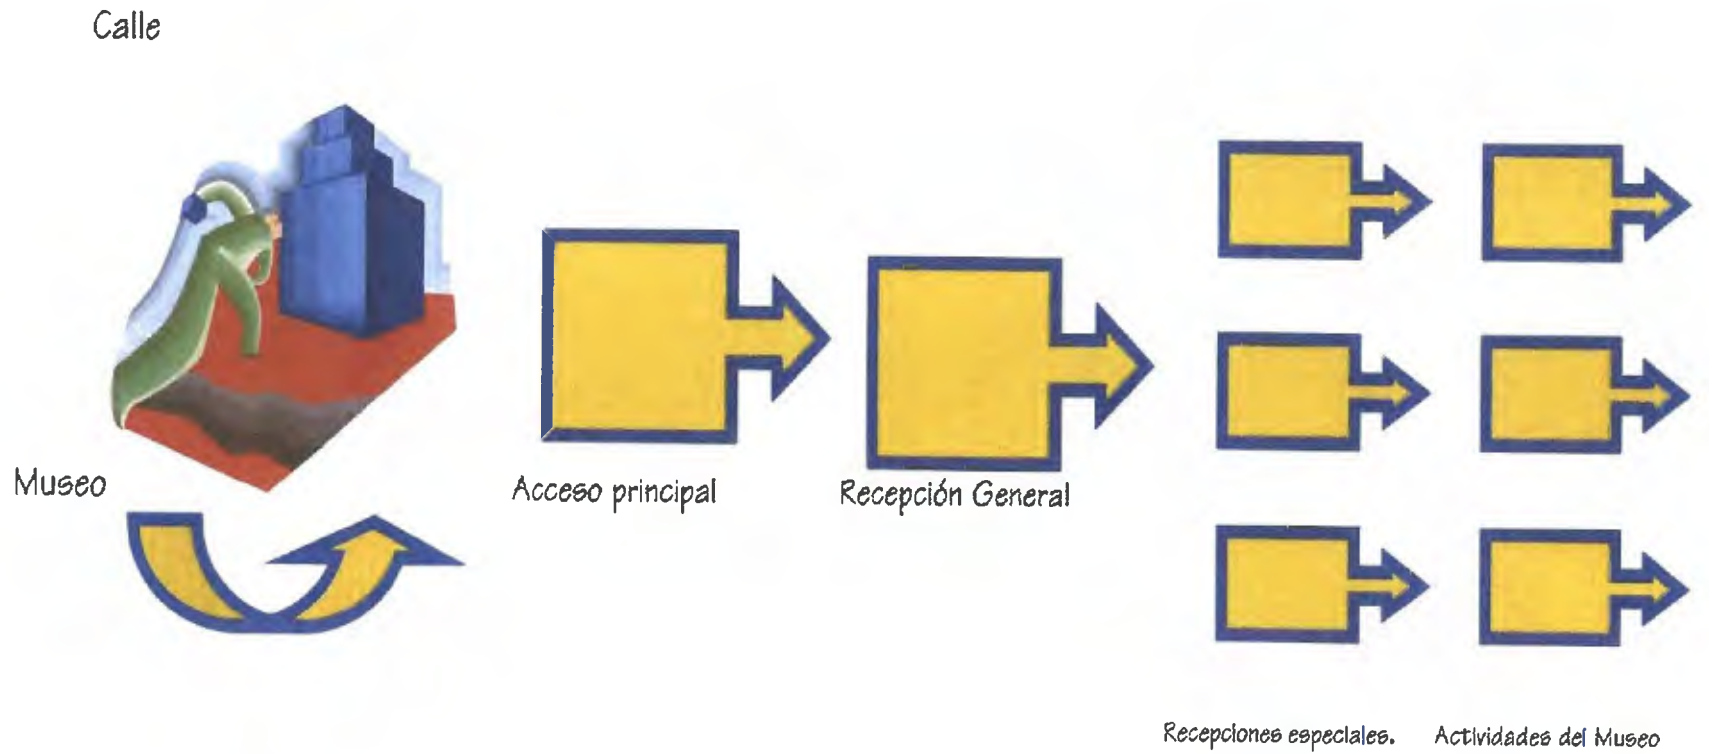 Calle
Museo
Acceso principal
Recepción General
Recepciones especiales.
Actividades del Museo